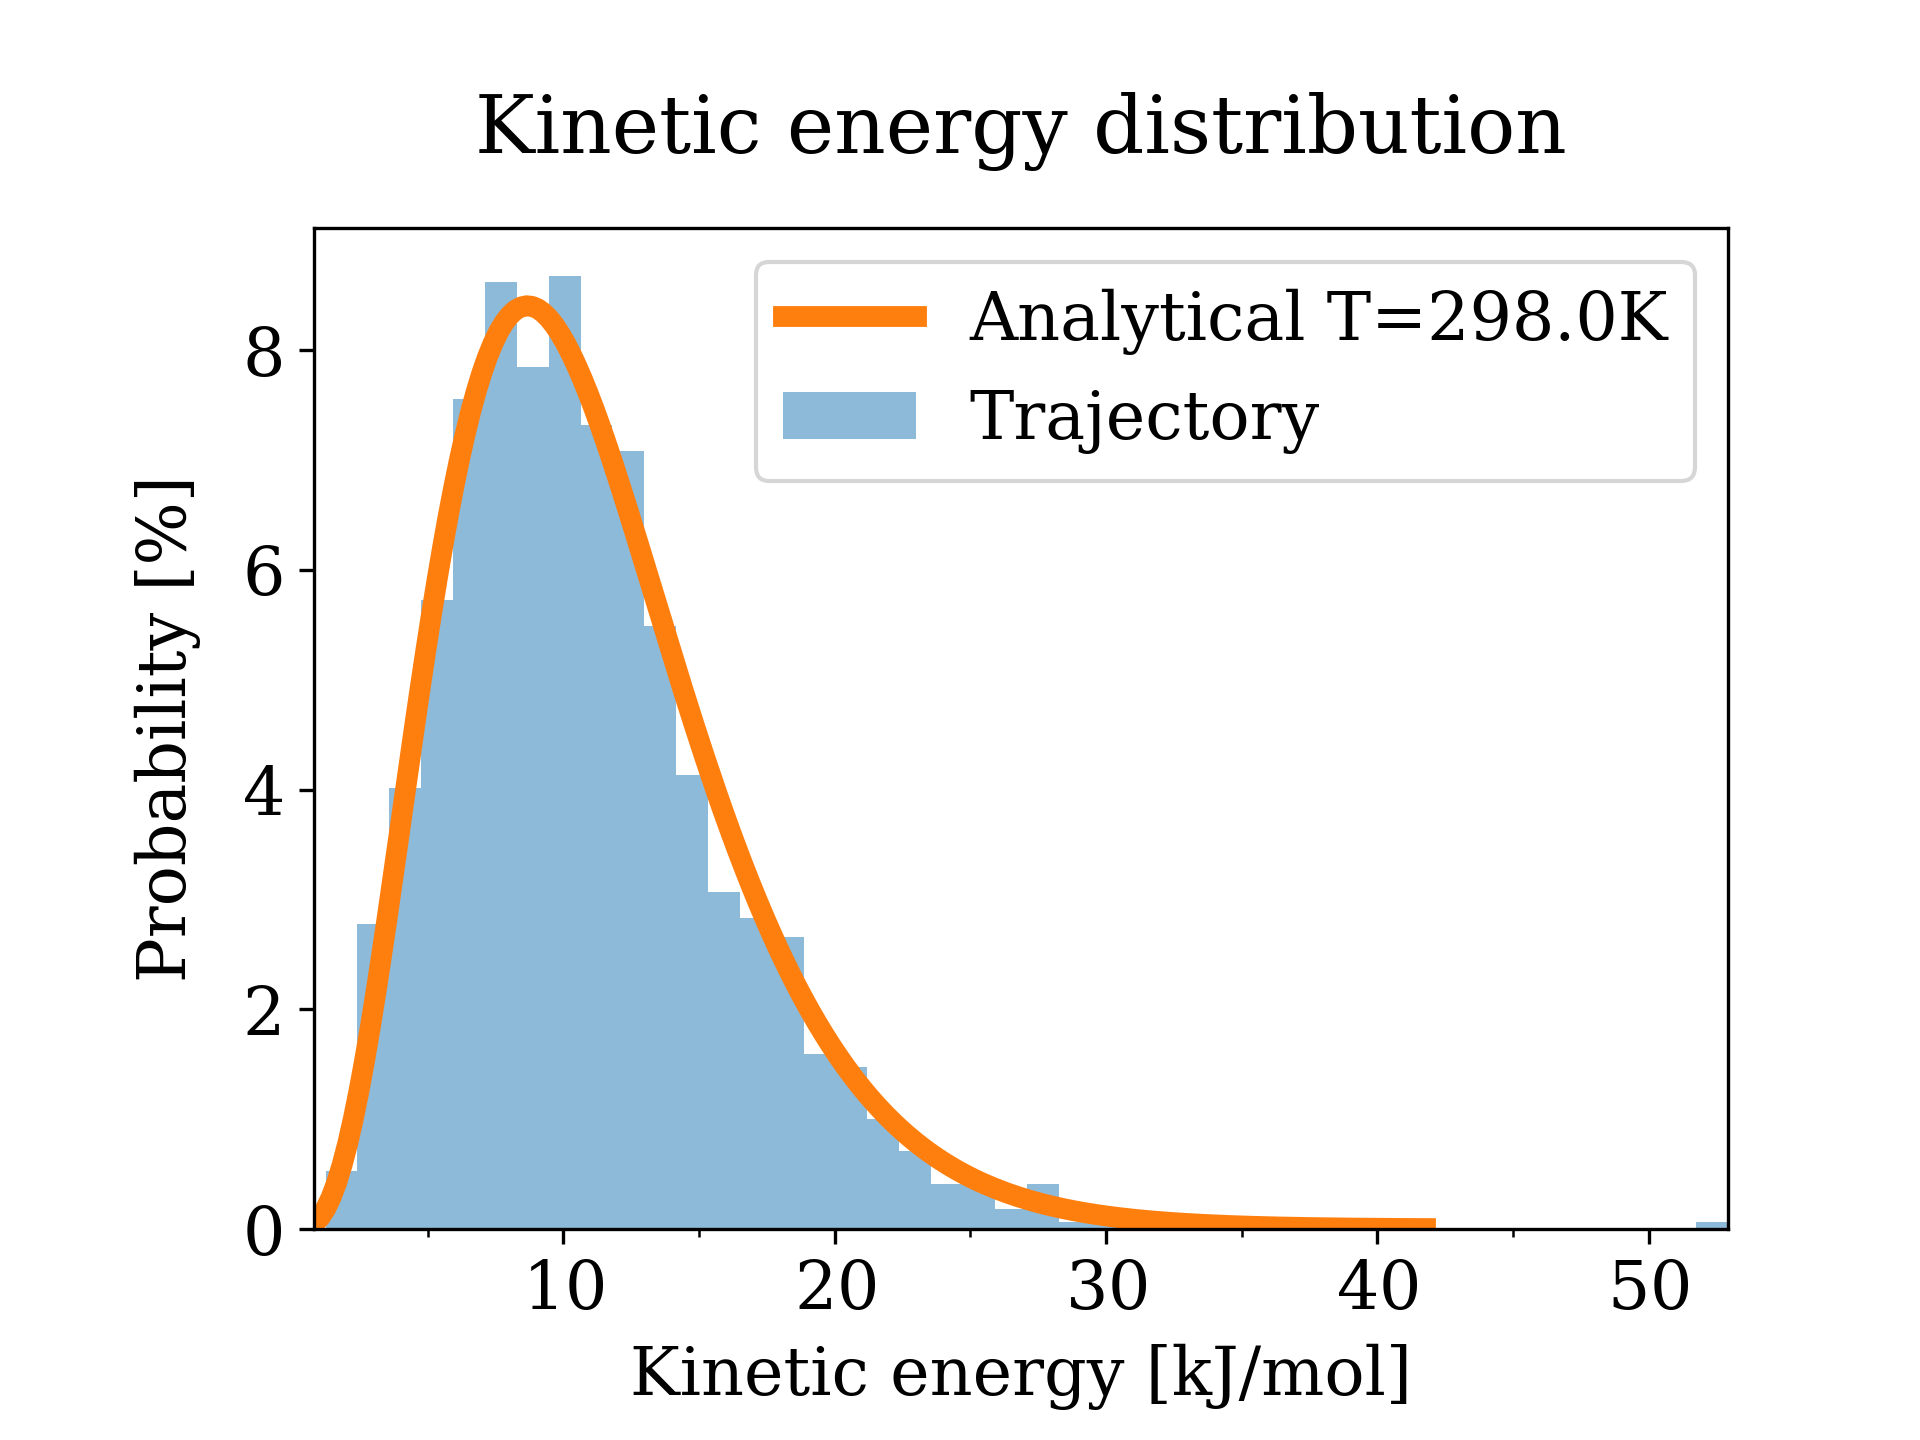 Kinetic energy distribution
Analytical T=298.0K
Trajectory
Probability [%]
8
6
4
2
0
10 20 30 40 50
Kinetic energy [kJ/mol]